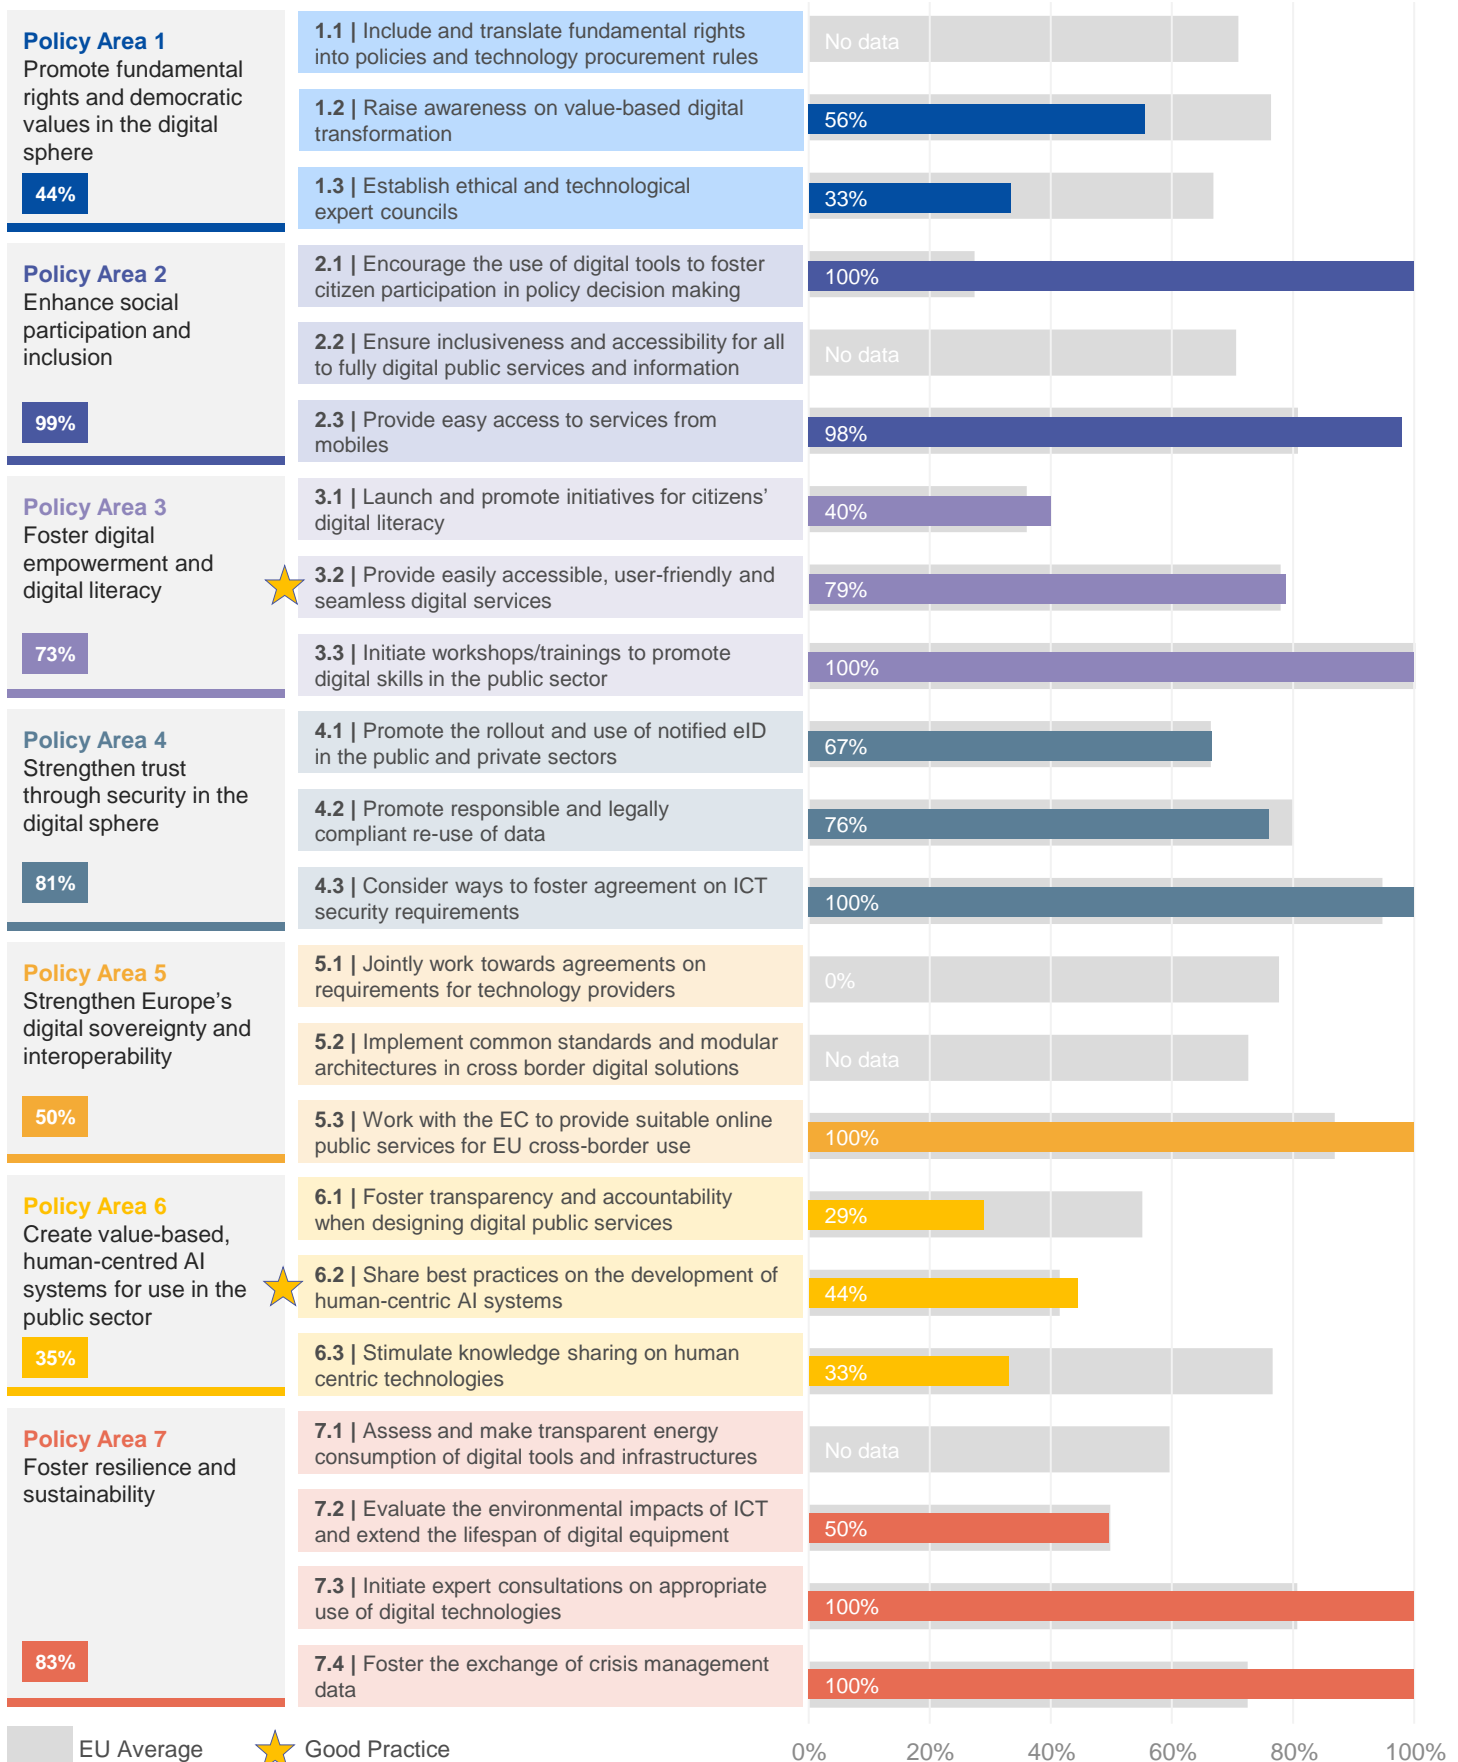 Policy Area 1
Promote fundamental
rights and democratic
values in the digital
sphere
44%
1.1 | Include and translate fundamental rights
into policies and technology procurement rules
No data
1.2 | Raise awareness on value-based digital
transformation
56%
1.3 | Establish ethical and technological
expert councils
33%
Policy Area 2
Enhance social
participation and
inclusion
99%
2.1 | Encourage the use of digital tools to foster
citizen participation in policy decision making
100%
2.2 | Ensure inclusiveness and accessibility for all
to fully digital public services and information
No data
2.3 | Provide easy access to services from
mobiles
98%
Policy Area 3
Foster digital
empowerment and
digital literacy
73%
3.1 | Launch and promote initiatives for citizens’
digital literacy
40%
3.2 | Provide easily accessible, user-friendly and
seamless digital services
79%
3.3 | Initiate workshops/trainings to promote
digital skills in the public sector
100%
Policy Area 4
Strengthen trust
through security in the
digital sphere
81%
4.1 | Promote the rollout and use of notified eID
in the public and private sectors
67%
4.2 | Promote responsible and legally
compliant re-use of data
76%
4.3 | Consider ways to foster agreement on ICT
security requirements
100%
Policy Area 5
Strengthen Europe’s
digital sovereignty and
interoperability
50%
5.1 | Jointly work towards agreements on
requirements for technology providers
0%
5.2 | Implement common standards and modular
architectures in cross border digital solutions
No data
5.3 | Work with the EC to provide suitable online
public services for EU cross-border use
100%
Policy Area 6
Create value-based,
human-centred AI
systems for use in the
public sector
35%
6.1 | Foster transparency and accountability
when designing digital public services
29%
6.2 | Share best practices on the development of
human-centric AI systems
44%
6.3 | Stimulate knowledge sharing on human
centric technologies
33%
Policy Area 7
Foster resilience and
sustainability
83%
7.1 | Assess and make transparent energy
consumption of digital tools and infrastructures
No data
7.2 | Evaluate the environmental impacts of ICT
and extend the lifespan of digital equipment
50%
7.3 | Initiate expert consultations on appropriate
use of digital technologies
100%
7.4 | Foster the exchange of crisis management
data
100%
EU Average
Good Practice
0% 20% 40% 60% 80% 100%